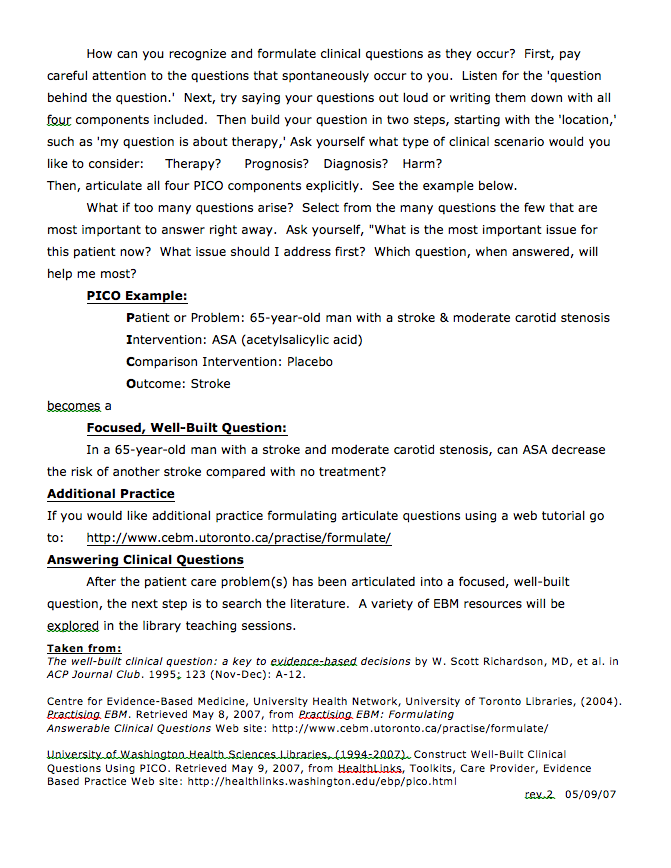 How can you recognize and formulate clinical questions as they occur?  First, pay
careful attention to the questions that spontaneously occur to you.  Listen for the 'question
behind the question.'  Next, try saying your questions out loud or writing them down with all
four components included.  Then build your question in two steps, starting with the 'location,'
such as 'my question is about therapy,' Ask yourself what type of clinical scenario would you
like to consider:    Therapy?    Prognosis?   Diagnosis?   Harm?
Then, articulate all four PICO components explicitly.  See the example below.
What if too many questions arise?  Select from the many questions the few that are
most important to answer right away.  Ask yourself, "What is the most important issue for
this patient now?  What issue should I address first?  Which question, when answered, will
help me most?
PICO Example:
Patient or Problem: 65-year-old man with a stroke & moderate carotid stenosis
Intervention: ASA (acetylsalicylic acid)
Comparison Intervention: Placebo
Outcome: Stroke
becomes a
Focused, Well-Built Question:
In a 65-year-old man with a stroke and moderate carotid stenosis, can ASA decrease
the risk of another stroke compared with no treatment?
Additional Practice
If you would like additional practice formulating articulate questions using a web tutorial go
to:    http://www.cebm.utoronto.ca/practise/formulate/
Answering Clinical Questions
After the patient care problem(s) has been articulated into a focused, well-built
question, the next step is to search the literature.  A variety of EBM resources will be
explored in the library teaching sessions.
Taken from:
The well-built clinical question: a key to evidence-based decisions by W. Scott Richardson, MD, et al. in
ACP Journal Club. 1995; 123 (Nov-Dec): A-12.
Centre for Evidence-Based Medicine, University Health Network, University of Toronto Libraries, (2004).
Practising EBM. Retrieved May 8, 2007, from Practising EBM: Formulating
Answerable Clinical Questions Web site: http://www.cebm.utoronto.ca/practise/formulate/
University of Washington Health Sciences Libraries, (1994-2007). Construct Well-Built Clinical
Questions Using PICO. Retrieved May 9, 2007, from HealthLinks, Toolkits, Care Provider, Evidence
Based Practice Web site: http://healthlinks.washington.edu/ebp/pico.html
rev.2   05/09/07